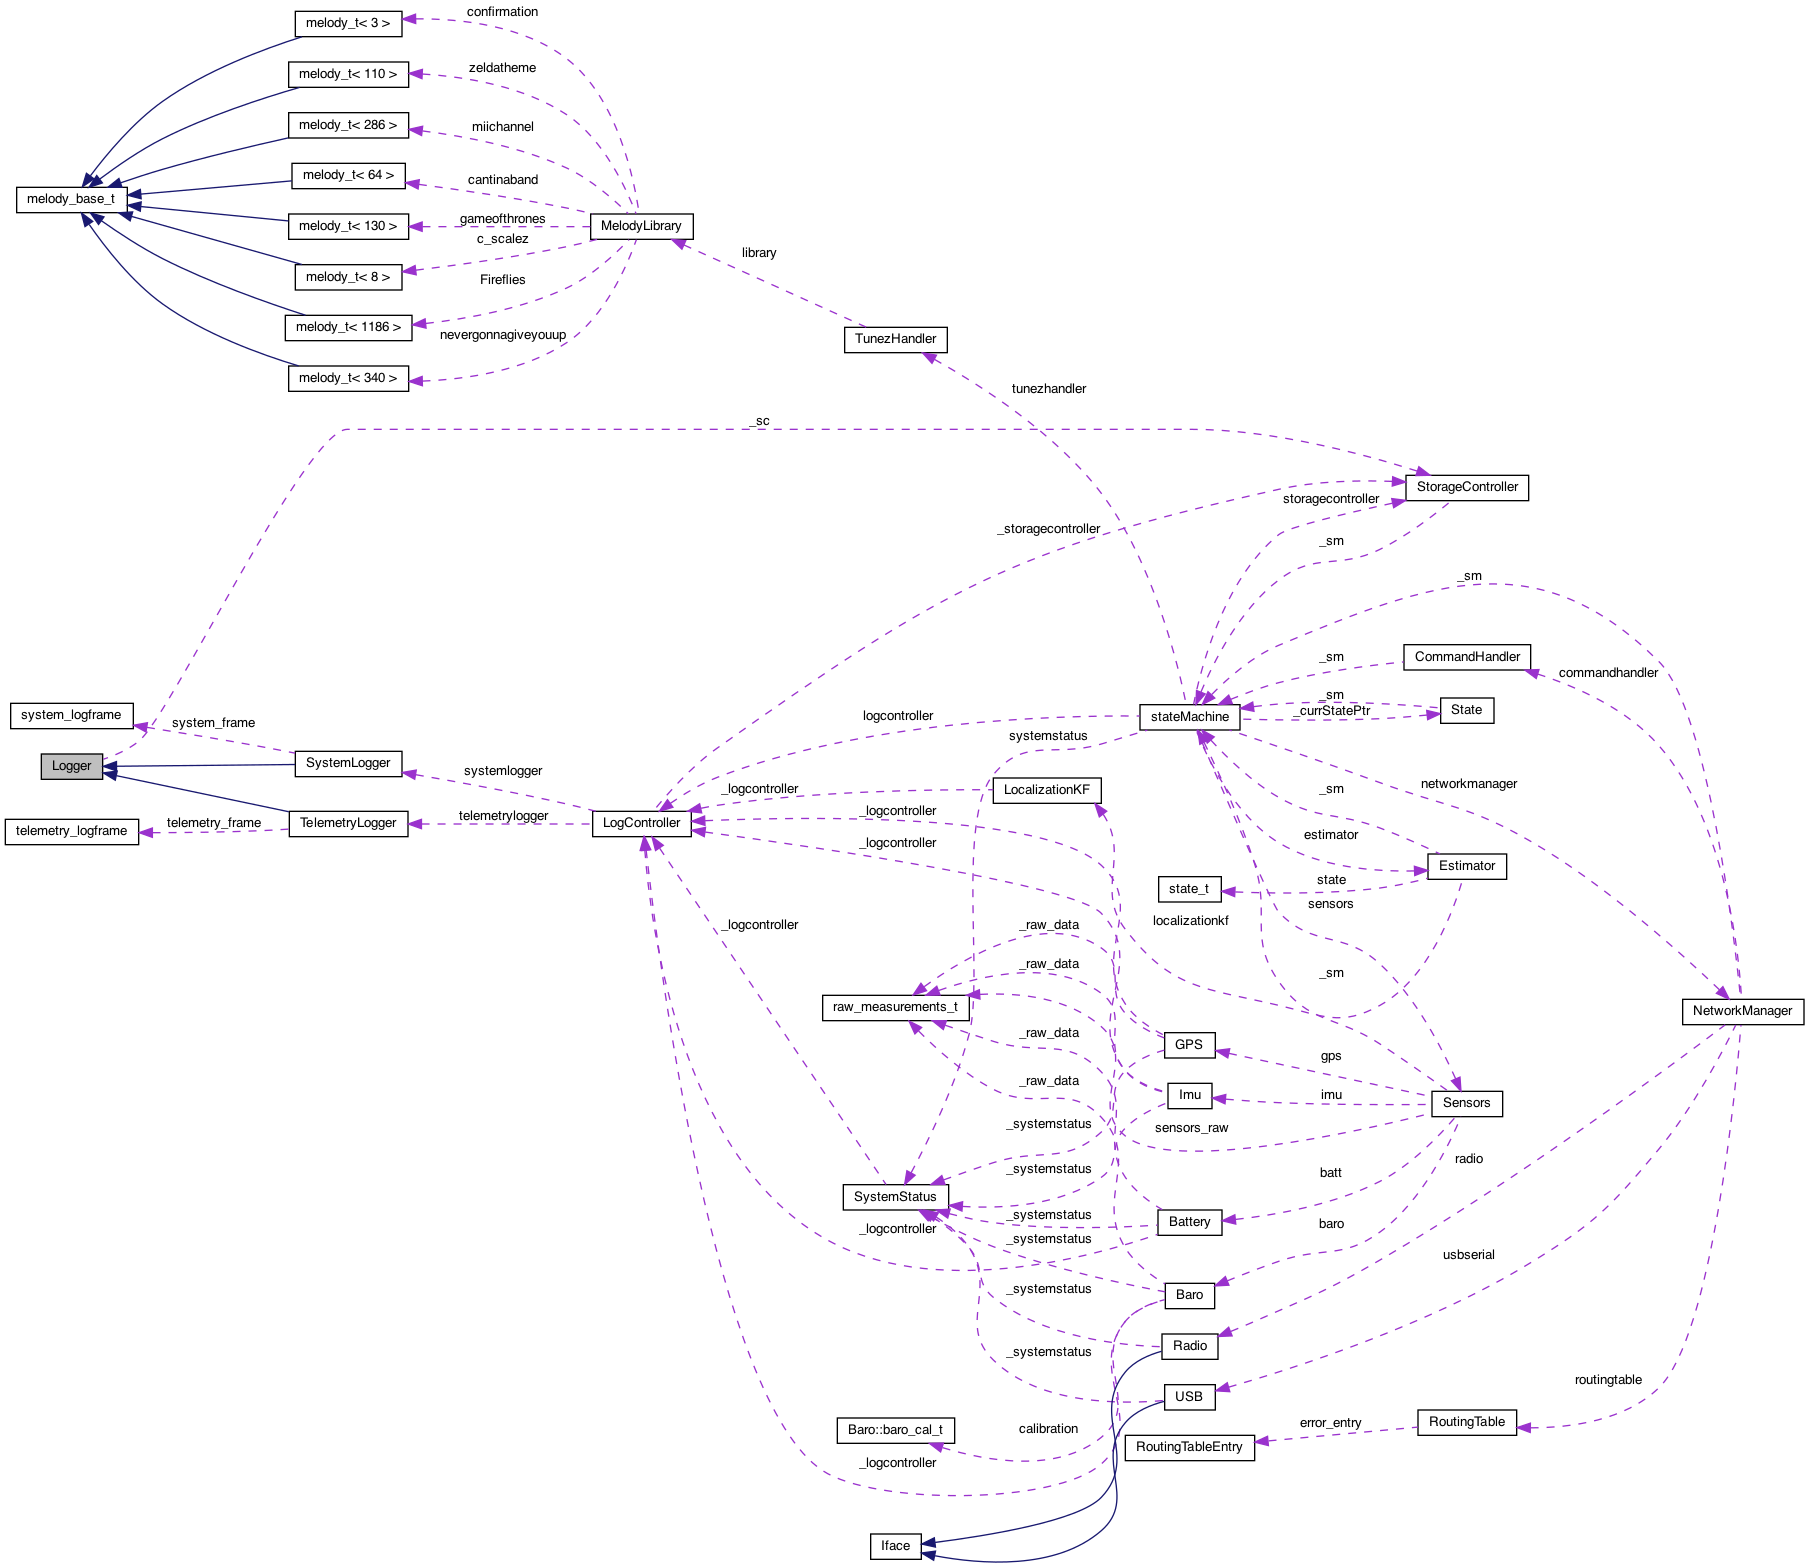 melody_t< 3 >
confirmation
melody_t< 110 >
zeldatheme
melody_t< 286 >
miichannel
melody_t< 64 >
cantinaband
melody_base_t
melody_t< 130 >
gameofthrones
MelodyLibrary
c_scalez
library
melody_t< 8 >
Fireflies
melody_t< 1186 >
nevergonnagiveyouup
TunezHandler
melody_t< 340 >
tunezhandler
_sc
StorageController
storagecontroller
_storagecontroller
_sm
_sm
CommandHandler
_sm
commandhandler
_sm
State
_currStatePtr
system_logframe
system_frame
logcontroller
stateMachine
systemstatus
Logger
SystemLogger
systemlogger
LocalizationKF
_logcontroller
networkmanager
_sm
telemetry_logframe
telemetry_frame
TelemetryLogger
telemetrylogger
LogController
_logcontroller
_logcontroller
estimator
Estimator
state_t
state
sensors
localizationkf
_logcontroller
_raw_data
_raw_data
_sm
raw_measurements_t
NetworkManager
_raw_data
GPS
gps
_raw_data
Imu
imu
Sensors
_systemstatus
sensors_raw
_systemstatus
batt
radio
SystemStatus
_systemstatus
Battery
baro
_logcontroller
_systemstatus
usbserial
_systemstatus
Baro
Radio
_systemstatus
USB
routingtable
Baro::baro_cal_t
calibration
RoutingTableEntry
error_entry
RoutingTable
_logcontroller
Iface